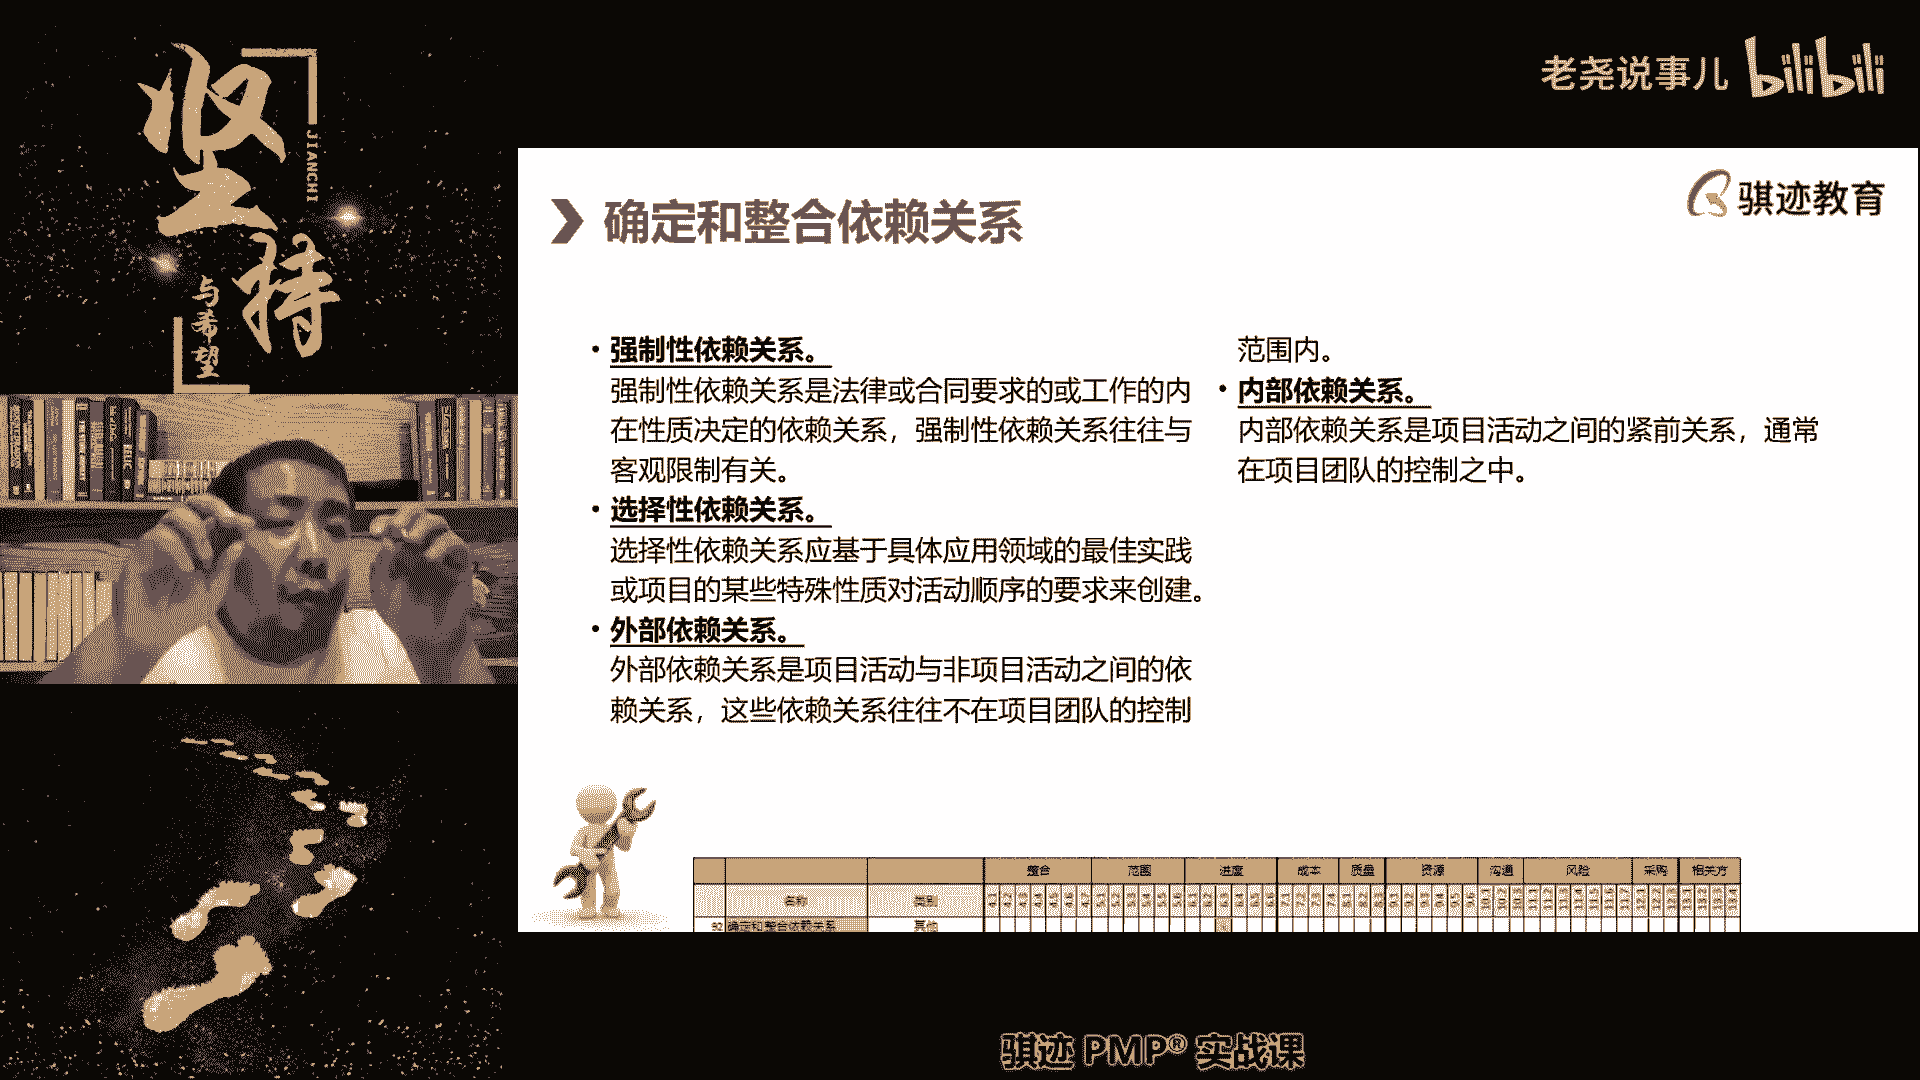 坚持
JIANCHI
与希望
老尧说事儿 bilibili
骐迹教育
确定和整合依赖关系
• 强制性依赖关系。
强制性依赖关系是法律或合同要求的或工作的内
在性质决定的依赖关系，强制性依赖关系往往与
客观限制有关。
• 选择性依赖关系。
选择性依赖关系应基于具体应用领域的最佳实践
或项目的某些特殊性质对活动顺序的要求来创建。
• 外部依赖关系。
外部依赖关系是项目活动与非项目活动之间的依
赖关系，这些依赖关系往往不在项目团队的控制
范围内。
• 内部依赖关系。
内部依赖关系是项目活动之间的紧前关系，通常
在项目团队的控制之中。
整合 范围 进度 成本 质量 资源 沟通 风险 采购 相关方
名称 类别
92 确定和整合依赖关系 其他
骐迹 PMP® 实战课